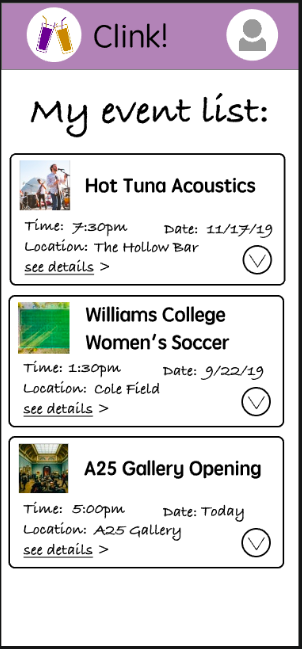 Clink!
My event list:
Hot Tuna Acoustics
Time: 7:30pm Date: 11/17/19
Location: The Hollow Bar
see details >
Williams College
Women's Soccer
Time: 1:30pm Date: 9/22/19
Location: Cole Field
see details >
A25 Gallery Opening
Time: 5:00pm Date: Today
Location: A25 Gallery
see details >